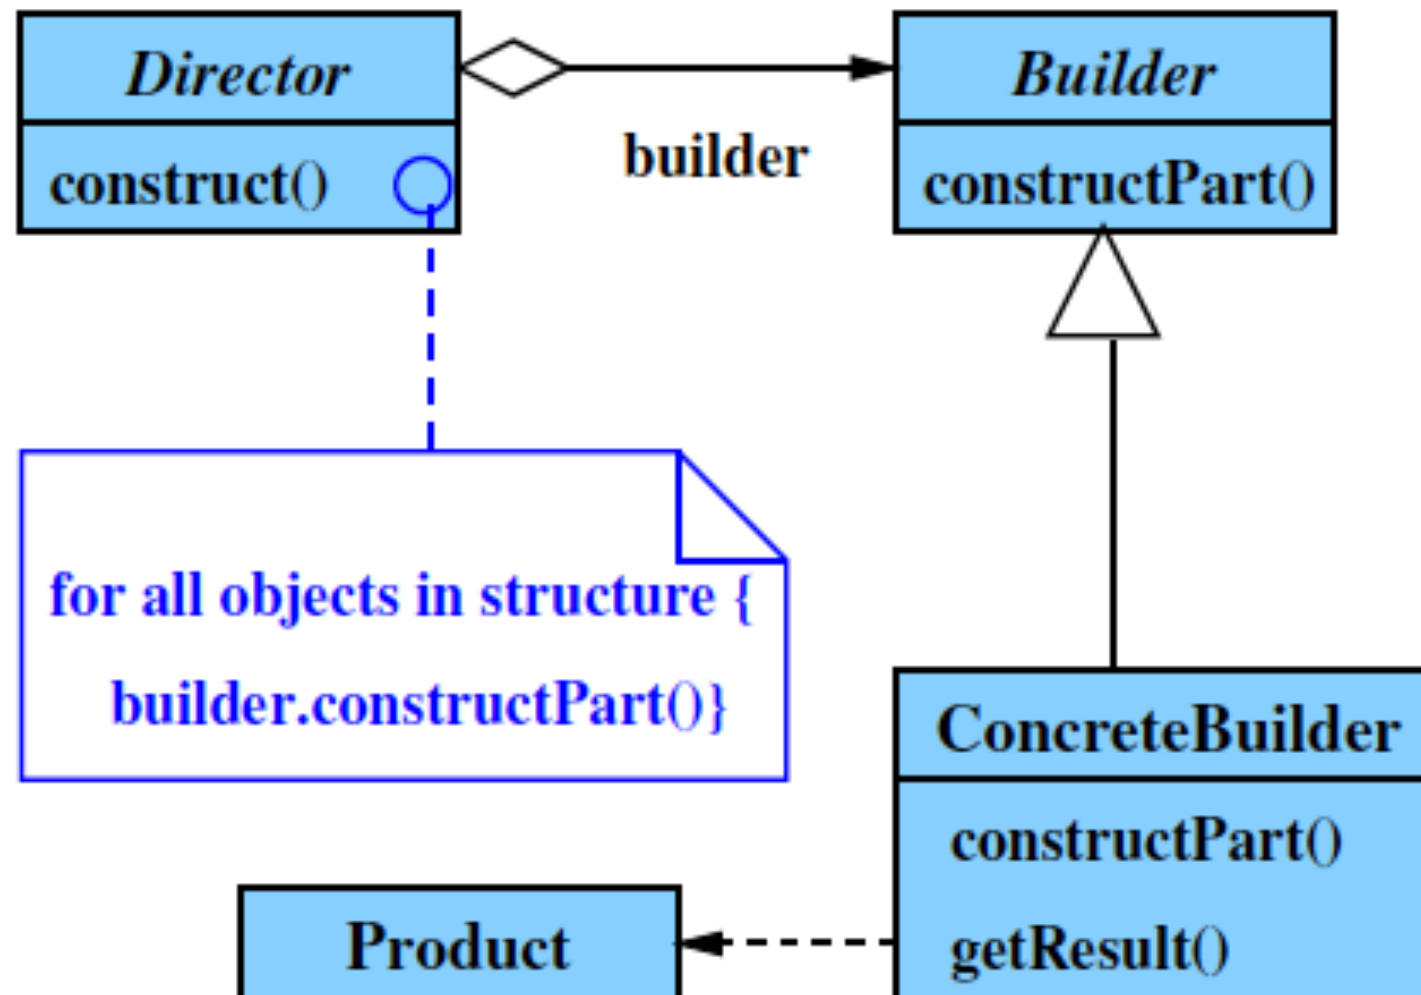 Director
construct()
builder
Builder
constructPart()
for all objects in structure {
builder.constructPart()}
ConcreteBuilder
constructPart()
getResult()
Product